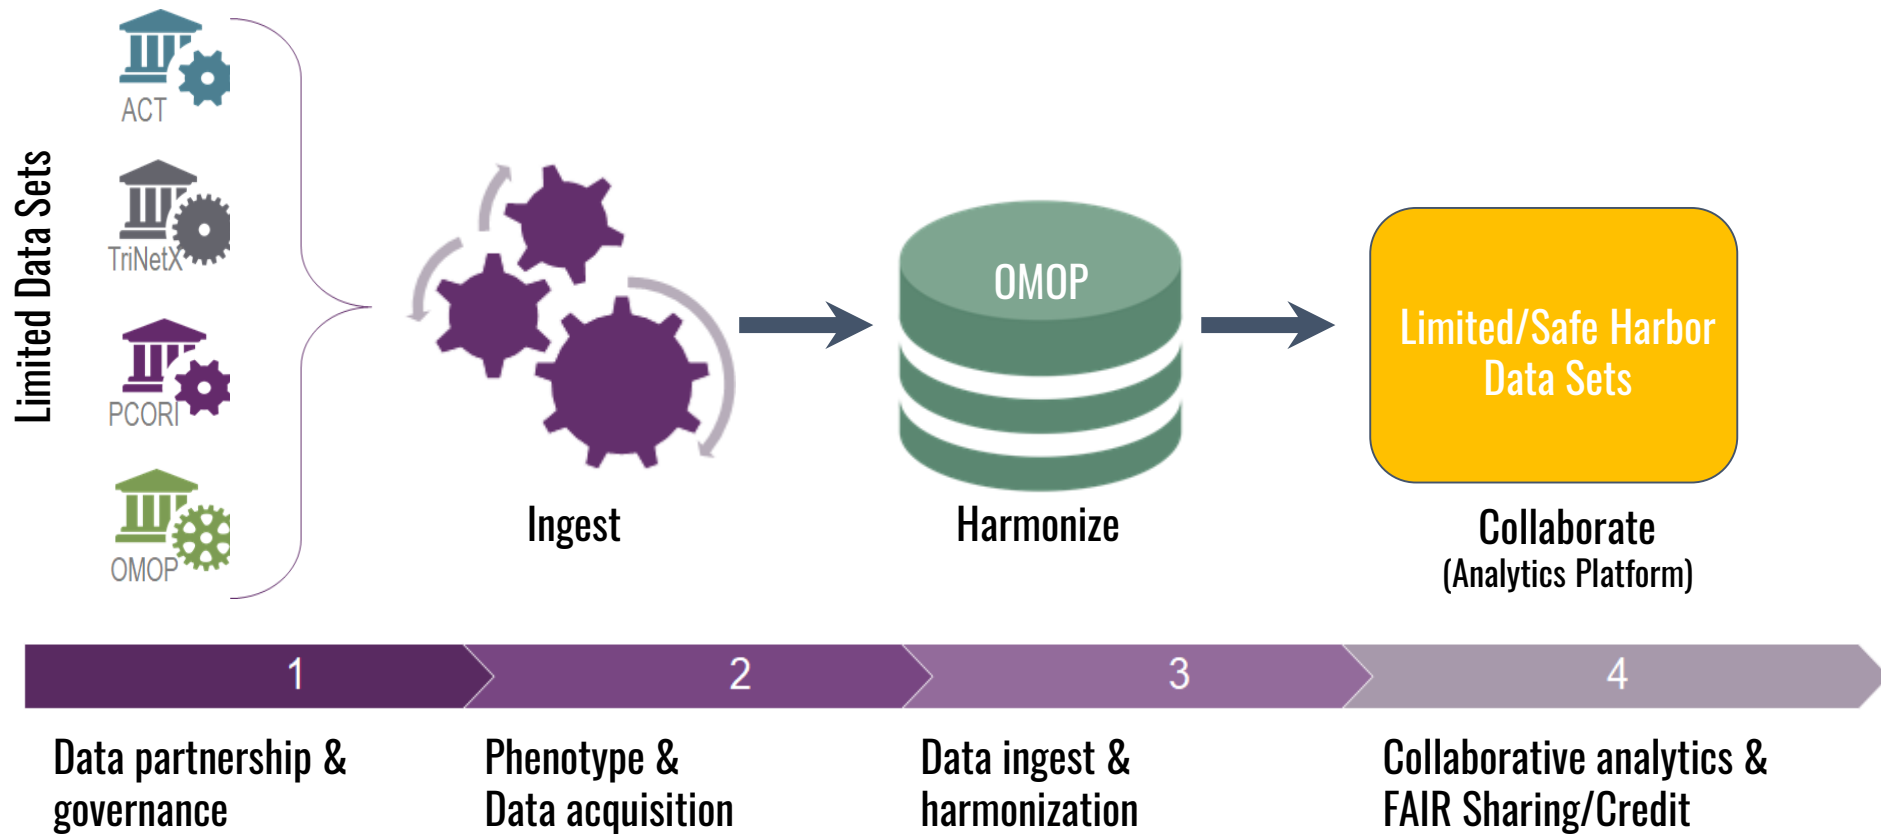 Limited Data Sets
ACT
TriNetX
PCORI
OMOP
Ingest
OMOP
Harmonize
Limited/Safe Harbor
Data Sets
Collaborate
(Analytics Platform)
1
2
3
4
Data partnership &
governance
Phenotype &
Data acquisition
Data ingest &
harmonization
Collaborative analytics &
FAIR Sharing/Credit